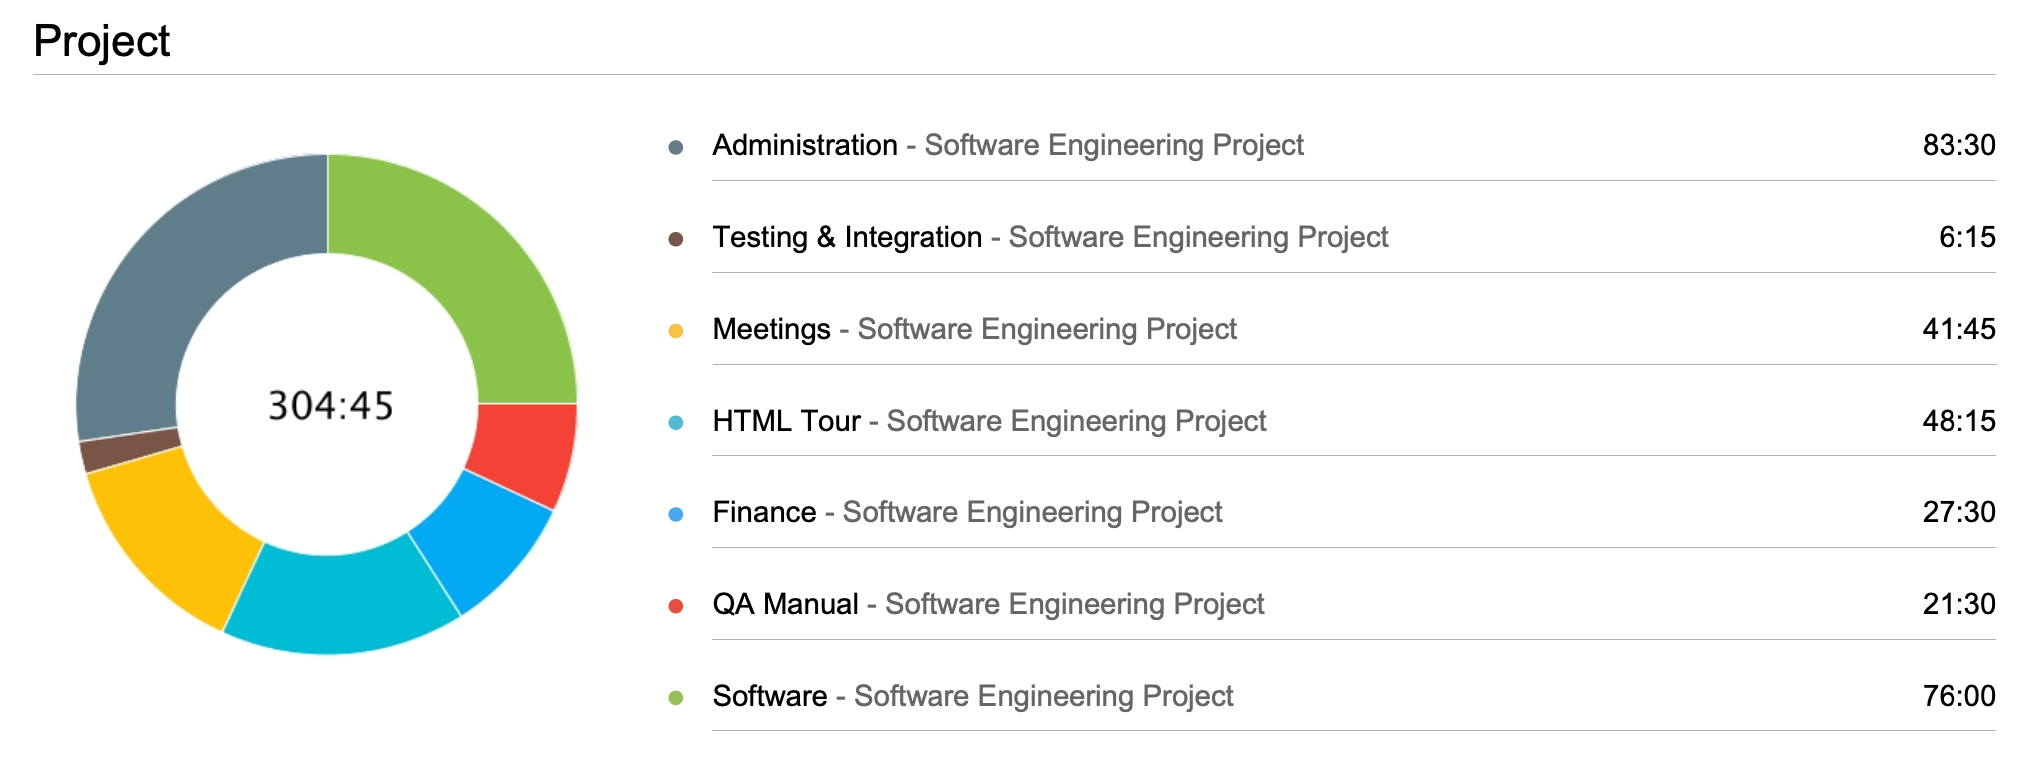 Project
304:45
Administration - Software Engineering Project 83:30
Testing & Integration - Software Engineering Project 6:15
Meetings - Software Engineering Project 41:45
HTML Tour - Software Engineering Project 48:15
Finance - Software Engineering Project 27:30
QA Manual - Software Engineering Project 21:30
Software - Software Engineering Project 76:00